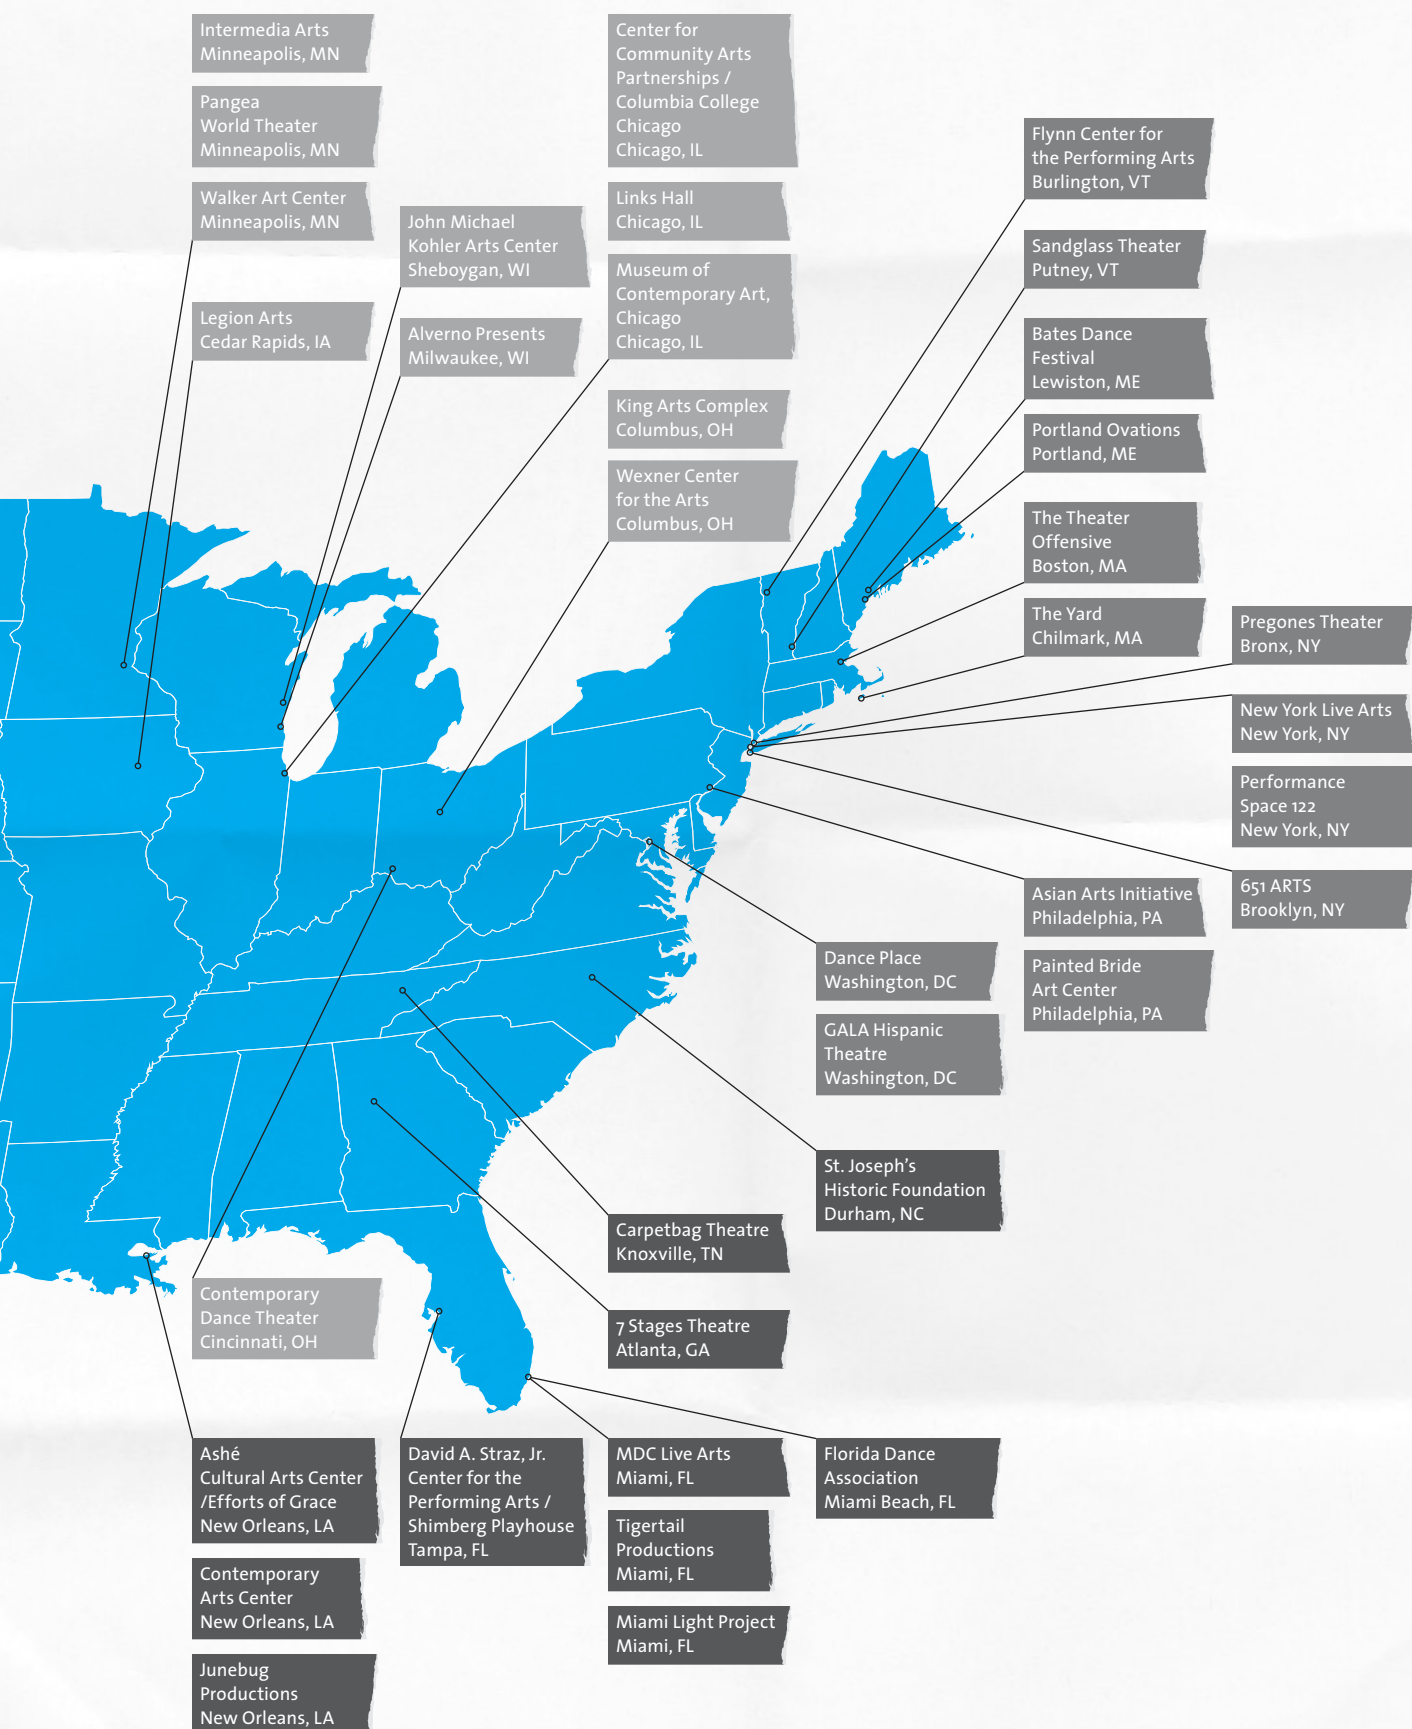 Intermedia Arts
Minneapolis, MN
Pangea
World Theater
Minneapolis, MN
Walker Art Center
Minneapolis, MN
Legion Arts
Cedar Rapids, IA
John Michael
Kohler Arts Center
Sheboygan, WI
Alverno Presents
Milwaukee, WI
Center for
Community Arts
Partnerships /
Columbia College
Chicago
Chicago, IL
Links Hall
Chicago, IL
Museum of
Contemporary Art,
Chicago
Chicago, IL
King Arts Complex
Columbus, OH
Wexner Center
for the Arts
Columbus, OH
Flynn Center for
the Performing Arts
Burlington, VT
Sandglass Theater
Putney, VT
Bates Dance
Festival
Lewiston, ME
Portland Ovations
Portland, ME
The Theater
Offensive
Boston, MA
The Yard
Chilmark, MA
Pregones Theater
Bronx, NY
New York Live Arts
New York, NY
Performance
Space 122
New York, NY
651 ARTS
Brooklyn, NY
Asian Arts Initiative
Philadelphia, PA
Painted Bride
Art Center
Philadelphia, PA
Dance Place
Washington, DC
GALA Hispanic
Theatre
Washington, DC
St. Joseph’s
Historic Foundation
Durham, NC
Carpetbag Theatre
Knoxville, TN
7 Stages Theatre
Atlanta, GA
Contemporary
Dance Theater
Cincinnati, OH
Ashé
Cultural Arts Center
/Efforts of Grace
New Orleans, LA
Contemporary
Arts Center
New Orleans, LA
Junebug
Productions
New Orleans, LA
David A. Straz, Jr.
Center for the
Performing Arts /
Shimberg Playhouse
Tampa, FL
MDC Live Arts
Miami, FL
Tigertail
Productions
Miami, FL
Miami Light Project
Miami, FL
Florida Dance
Association
Miami Beach, FL